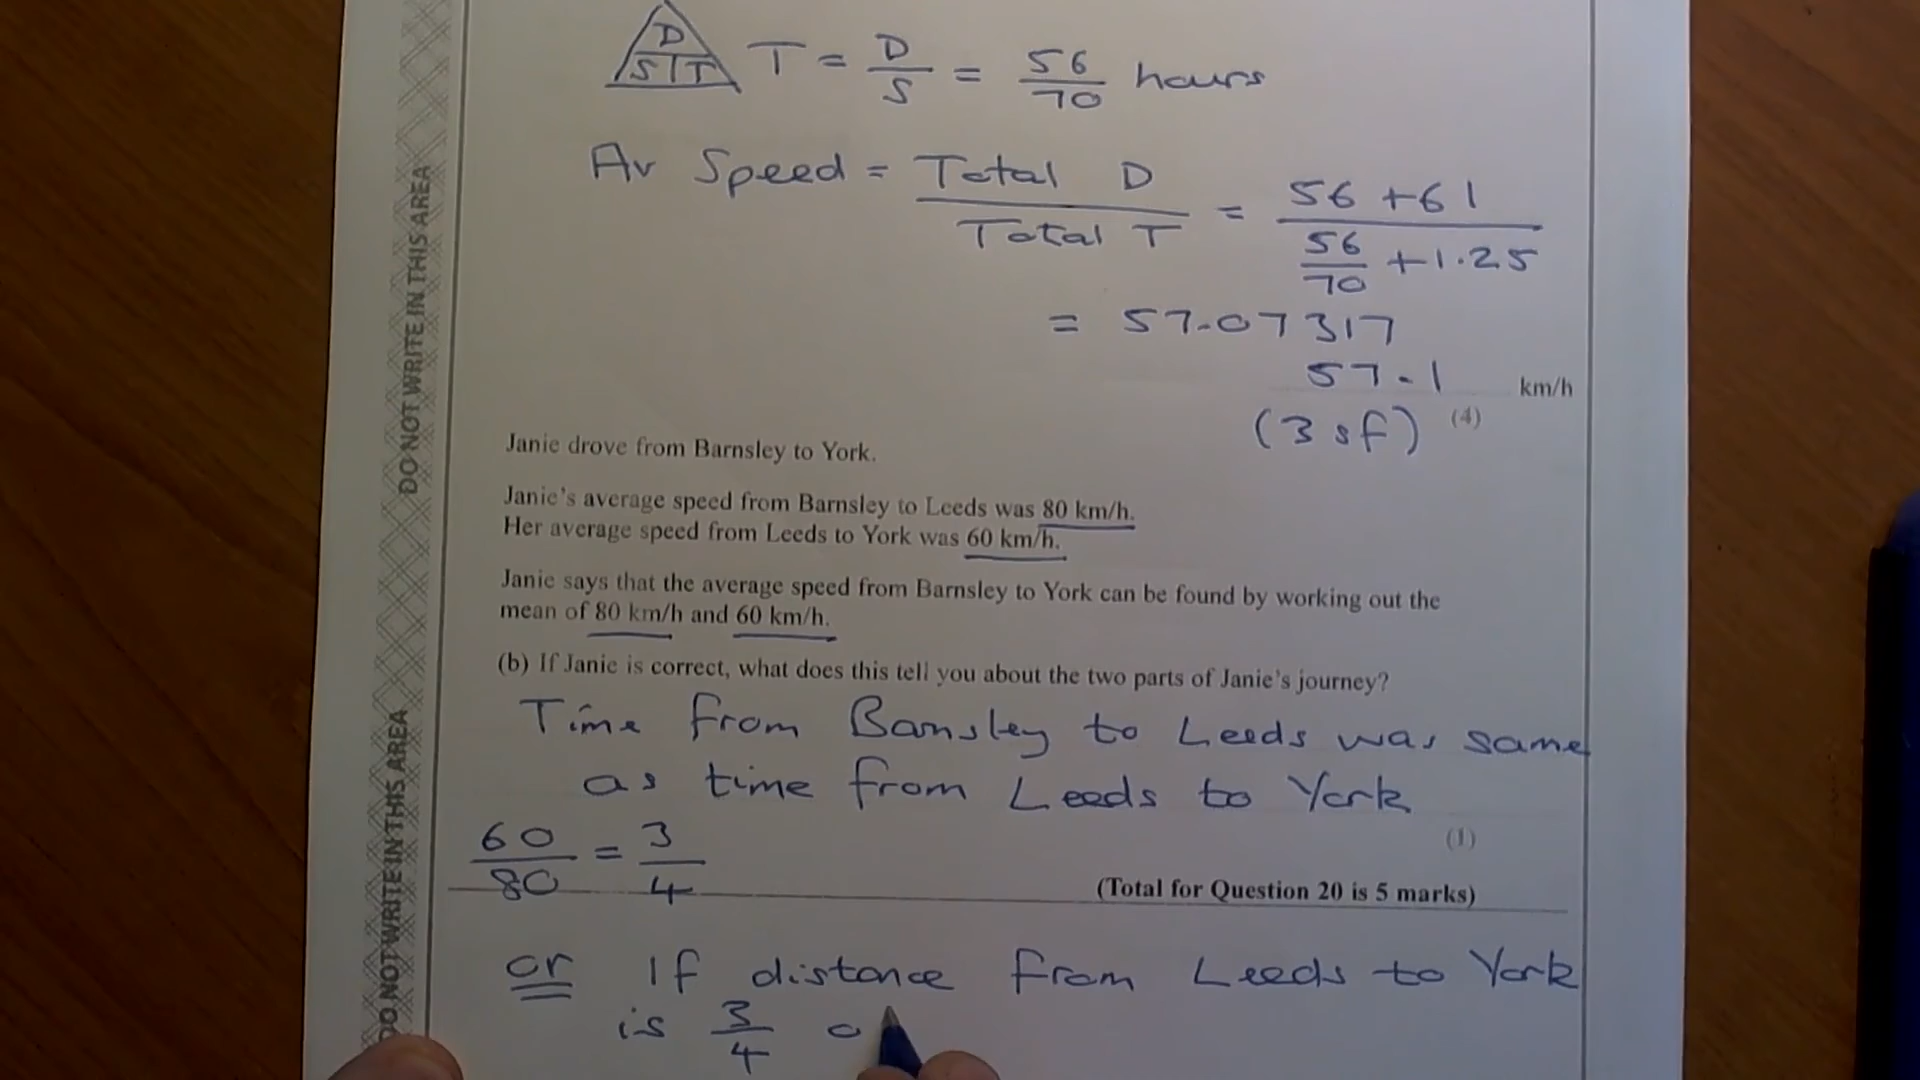 D
S T
T = D/S = 56/70 hours
Av Speed = Total D / Total T = 56 + 61 / 56/70 + 1.25
= 57.07317
57.1 km/h
(3 sf) (4)
Janie drove from Barnsley to York.
Janie's average speed from Barnsley to Leeds was 80 km/h.
Her average speed from Leeds to York was 60 km/h.
Janie says that the average speed from Barnsley to York can be found by working out the
mean of 80 km/h and 60 km/h.
(b) If Janie is correct, what does this tell you about the two parts of Janie's journey?
Time from Barnsley to Leeds was same
as time from Leeds to York
(1)
60/80 = 3/4
(Total for Question 20 is 5 marks)
or If distance from Leeds to York
is 3/4 o
DO NOT WRITE IN THIS AREA
DO NOT WRITE IN THIS AREA